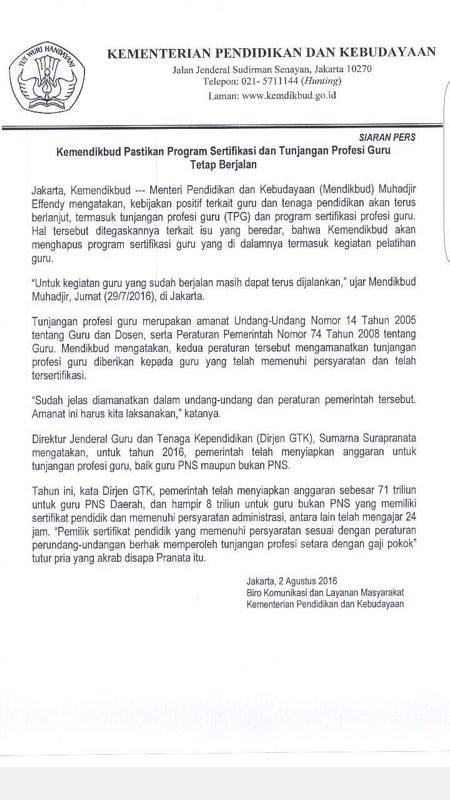 TUT WURI HANDAYANI
KEMENTERIAN PENDIDIKAN DAN KEBUDAYAAN
Jalan Jenderal Sudirman Senayan, Jakarta 10270
Telepon: 021- 5711144 (Hunting)
Laman: www.kemdikbud.go.id
SIARAN PERS
Kemendikbud Pastikan Program Sertifikasi dan Tunjangan Profesi Guru
Tetap Berjalan
Jakarta, Kemendikbud --- Menteri Pendidikan dan Kebudayaan (Mendikbud) Muhadjir
Effendy mengatakan, kebijakan positif terkait guru dan tenaga pendidikan akan terus
berlanjut, termasuk tunjangan profesi guru (TPG) dan program sertifikasi profesi guru.
Hal tersebut ditegaskannya terkait isu yang beredar, bahwa Kemendikbud akan
menghapus program sertifikasi guru yang di dalamnya termasuk kegiatan pelatihan
guru.
“Untuk kegiatan guru yang sudah berjalan masih dapat terus dijalankan,” ujar Mendikbud
Muhadjir, Jumat (29/7/2016), di Jakarta.
Tunjangan profesi guru merupakan amanat Undang-Undang Nomor 14 Tahun 2005
tentang Guru dan Dosen, serta Peraturan Pemerintah Nomor 74 Tahun 2008 tentang
Guru. Mendikbud mengatakan, kedua peraturan tersebut mengamanatkan tunjangan
profesi guru diberikan kepada guru yang telah memenuhi persyaratan dan telah
tersertifikasi.
“Sudah jelas diamanatkan dalam undang-undang dan peraturan pemerintah tersebut.
Amanat ini harus kita laksanakan,” katanya.
Direktur Jenderal Guru dan Tenaga Kependidikan (Dirjen GTK), Sumarna Surapranata
mengatakan, untuk tahun 2016, pemerintah telah menyiapkan anggaran untuk
tunjangan profesi guru, baik guru PNS maupun bukan PNS.
Tahun ini, kata Dirjen GTK, pemerintah telah menyiapkan anggaran sebesar 71 triliun
untuk guru PNS Daerah, dan hampir 8 triliun untuk guru bukan PNS yang memiliki
sertifikat pendidik dan memenuhi persyaratan administrasi, antara lain telah mengajar 24
jam. “Pemilik sertifikat pendidik yang memenuhi persyaratan sesuai dengan peraturan
perundang-undangan berhak memperoleh tunjangan profesi setara dengan gaji pokok”
tutur pria yang akrab disapa Pranata itu.
Jakarta, 2 Agustus 2016
Biro Komunikasi dan Layanan Masyarakat
Kementerian Pendidikan dan Kebudayaan